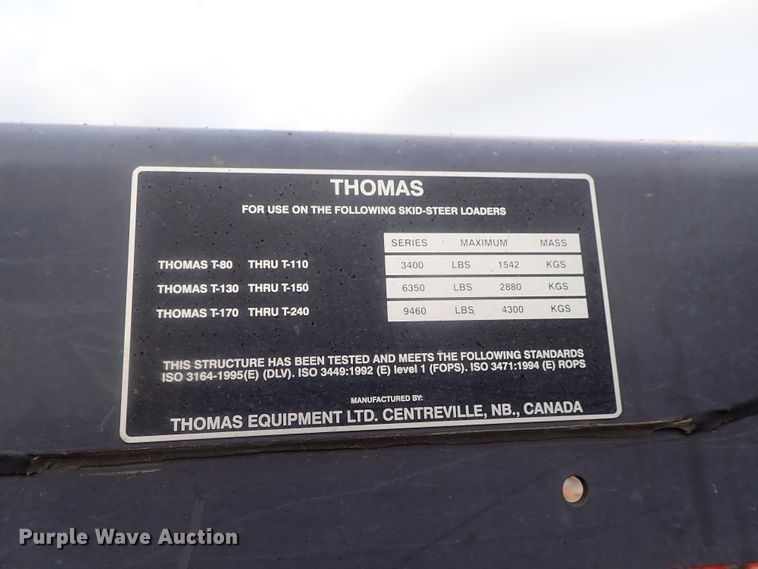 THOMAS
FOR USE ON THE FOLLOWING SKID-STEER LOADERS
SERIES MAXIMUM MASS
THOMAS T-80 THRU T-110 3400 LBS 1542 KGS
THOMAS T-130 THRU T-150 6350 LBS 2880 KGS
THOMAS T-170 THRU T-240 9460 LBS 4300 KGS
THIS STRUCTURE HAS BEEN TESTED AND MEETS THE FOLLOWING STANDARDS
ISO 3164-1995(E) (DLV). ISO 3449:1992 (E) level 1 (FOPS). ISO 3471:1994 (E) ROPS
MANUFACTURED BY:
THOMAS EQUIPMENT LTD. CENTREVILLE, NB., CANADA
Purple Wave Auction